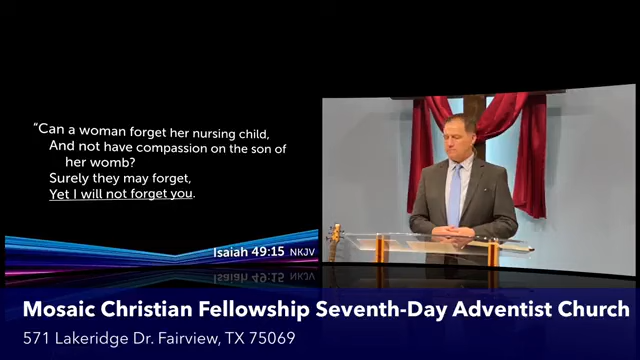 "Can a woman forget her nursing child,
And not have compassion on the son of
her womb?
Surely they may forget,
Yet I will not forget you.
Isaiah 49:15 NKJV
Mosaic Christian Fellowship Seventh-Day Adventist Church
571 Lakeridge Dr. Fairview, TX 75069